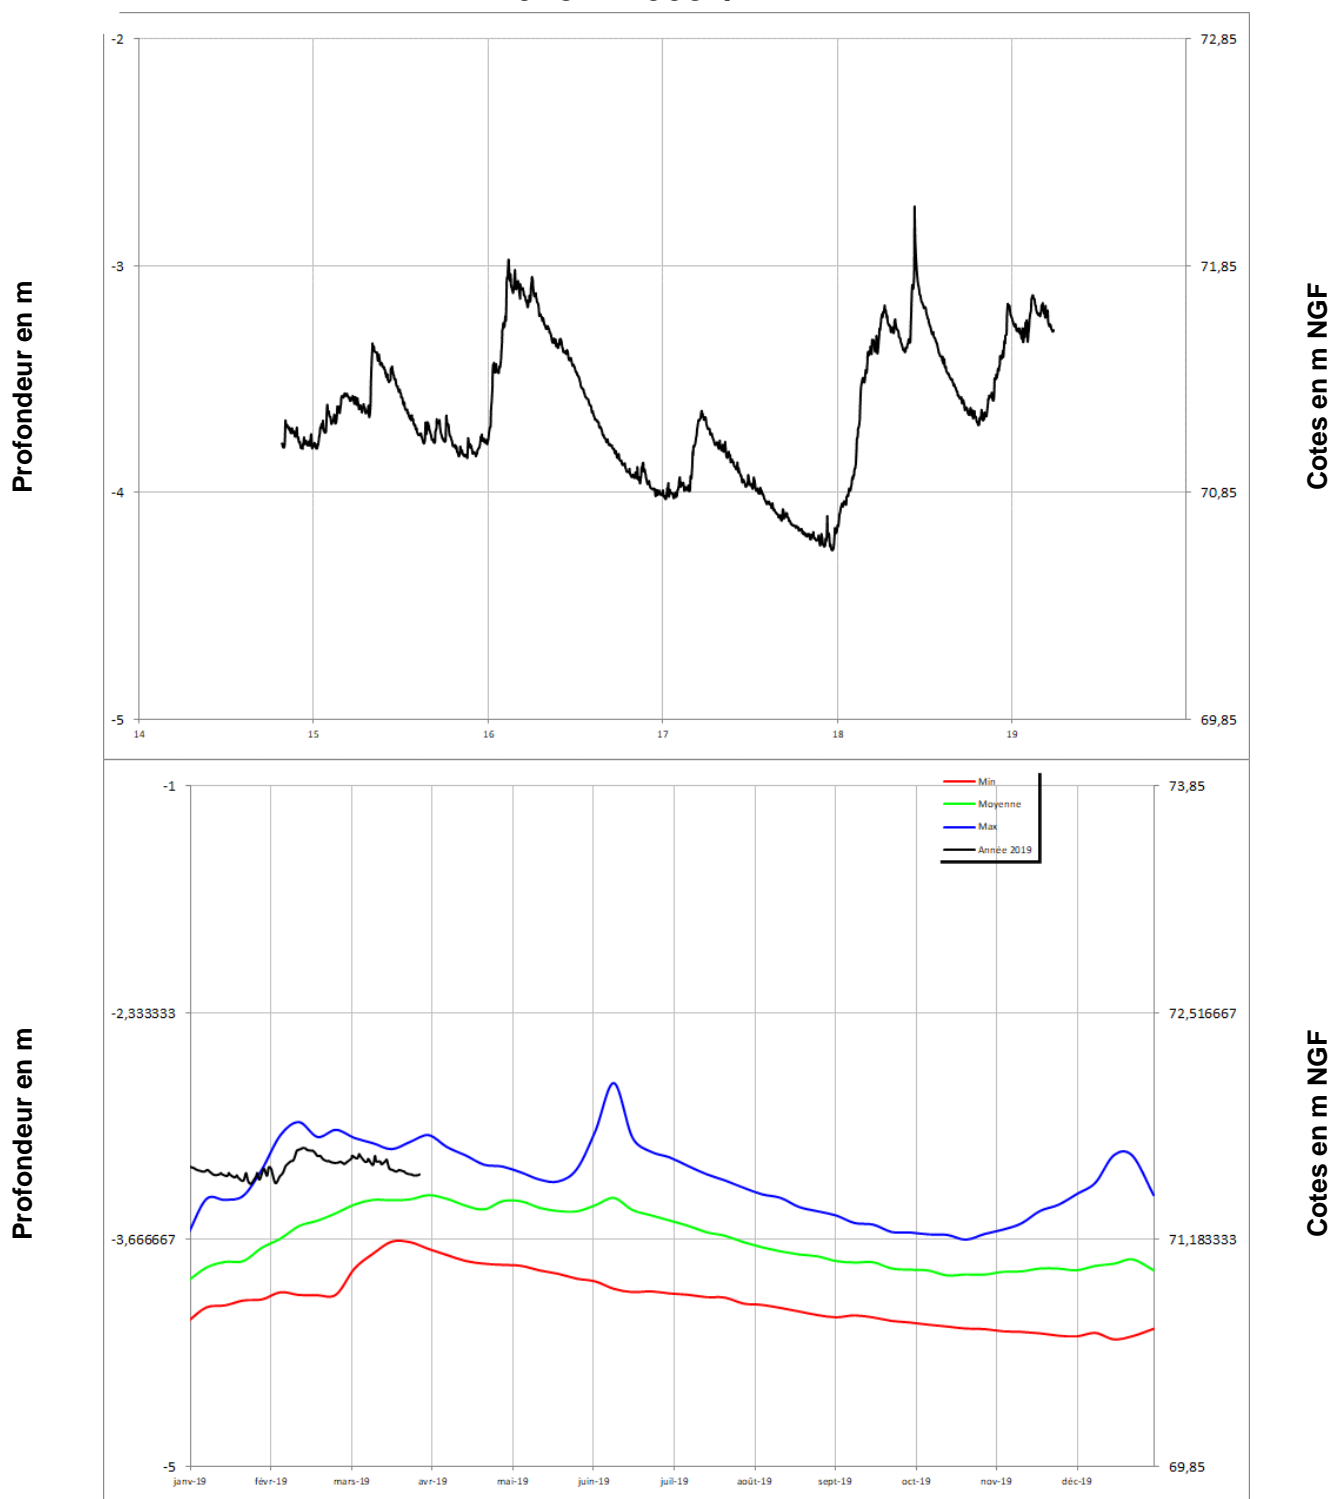 -2
72,85
-3
71,85
-4
70,85
-5
69,85
14
15
16
17
18
19
Profondeur en m
Cotes en m NGF
-1
73,85
-2,333333
72,516667
-3,666667
71,183333
-5
69,85
Min
Moyenne
Max
Année 2019
janv-19
févr-19
mars-19
avr-19
mai-19
juin-19
juil-19
août-19
sept-19
oct-19
nov-19
déc-19
Profondeur en m
Cotes en m NGF